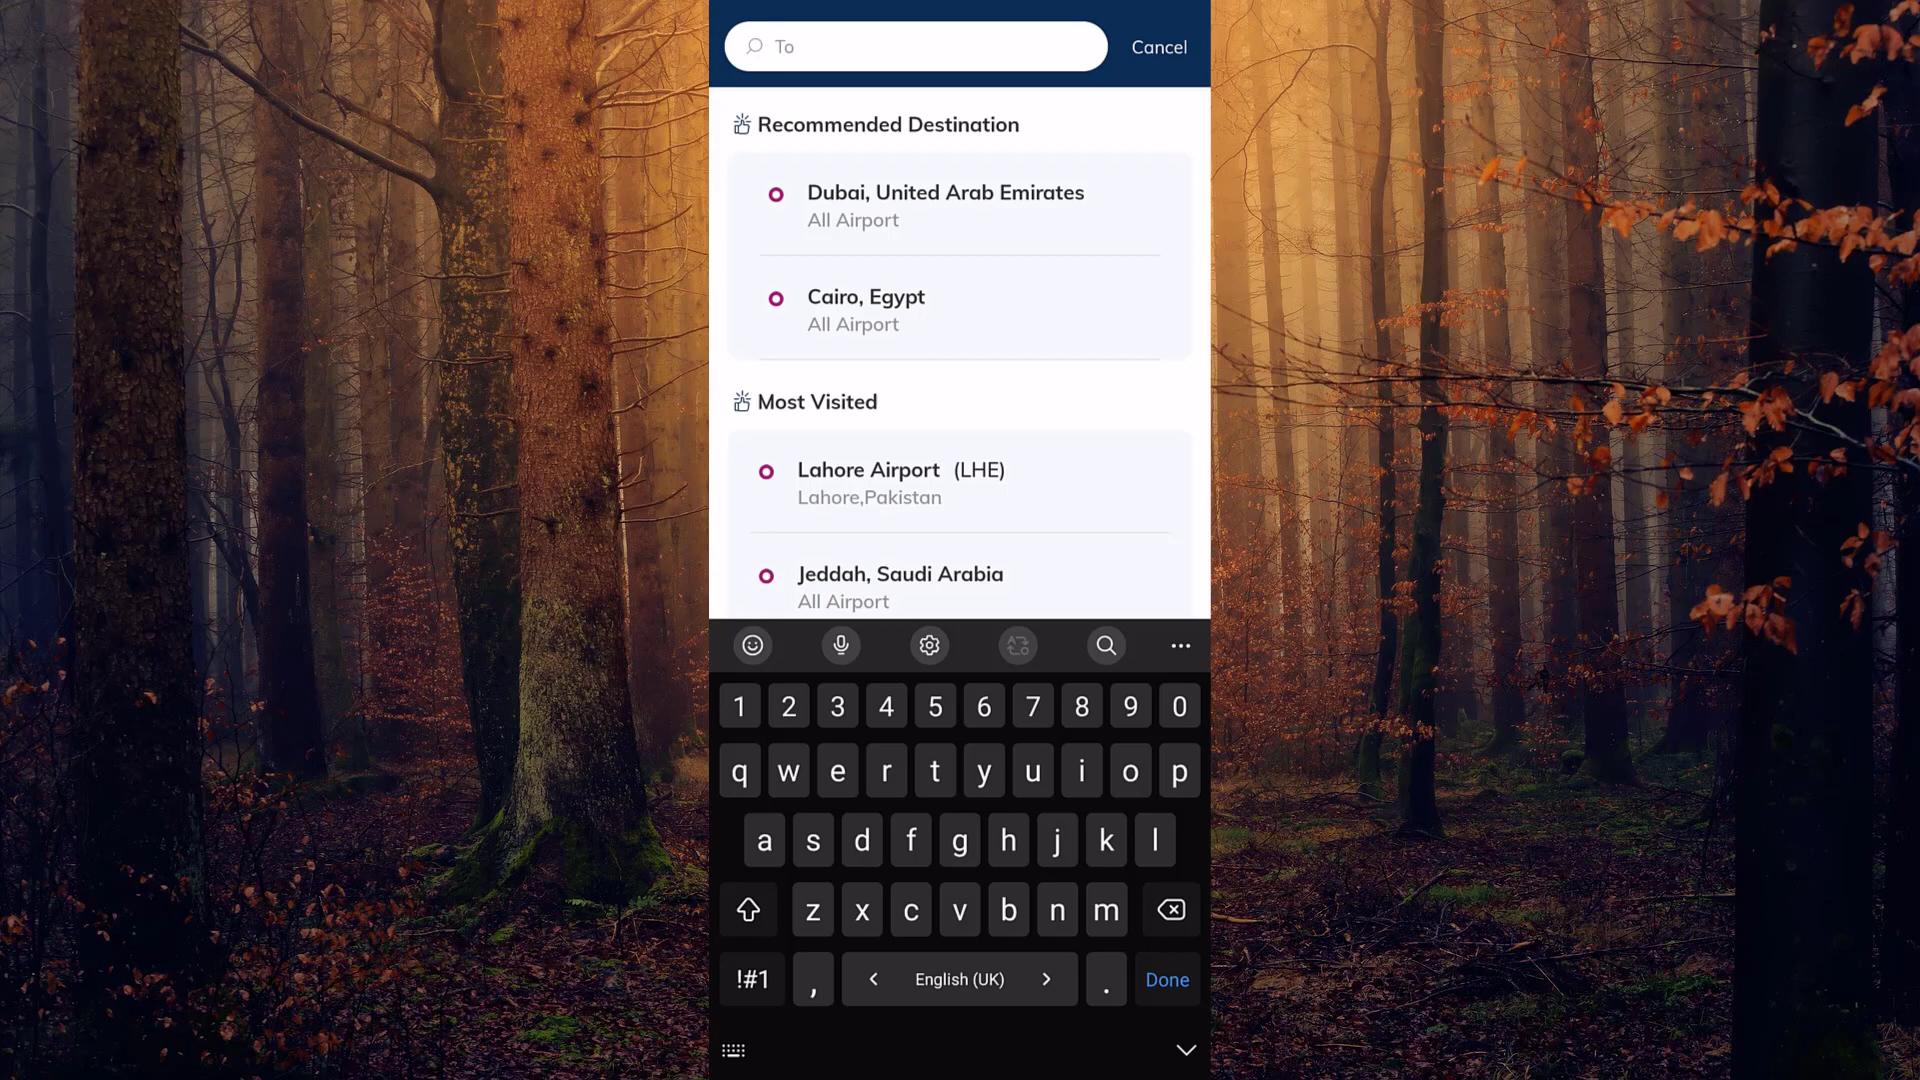 To
Cancel
Recommended Destination
Dubai, United Arab Emirates
All Airport
Cairo, Egypt
All Airport
Most Visited
Lahore Airport (LHE)
Lahore,Pakistan
Jeddah, Saudi Arabia
All Airport
1 2 3 4 5 6 7 8 9 0
q w e r t y u i o p
a s d f g h j k l
z x c v b n m
!#1 , < English (UK) > . Done